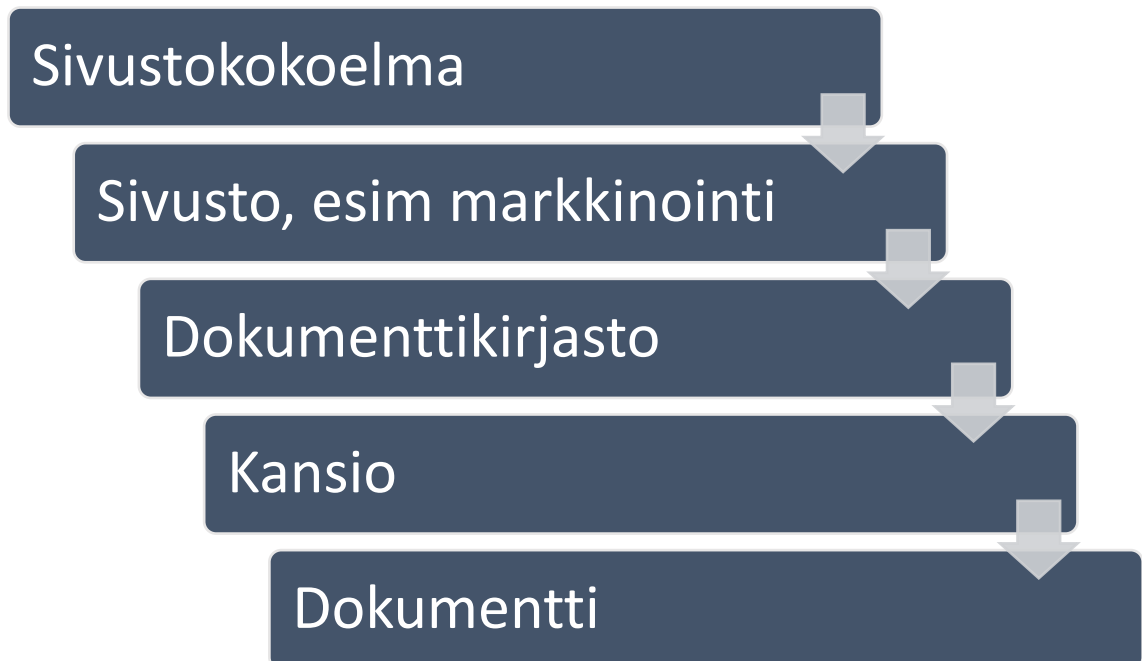 Sivustokokoelma
Sivusto, esim markkinointi
Dokumenttikirjasto
Kansio
Dokumentti